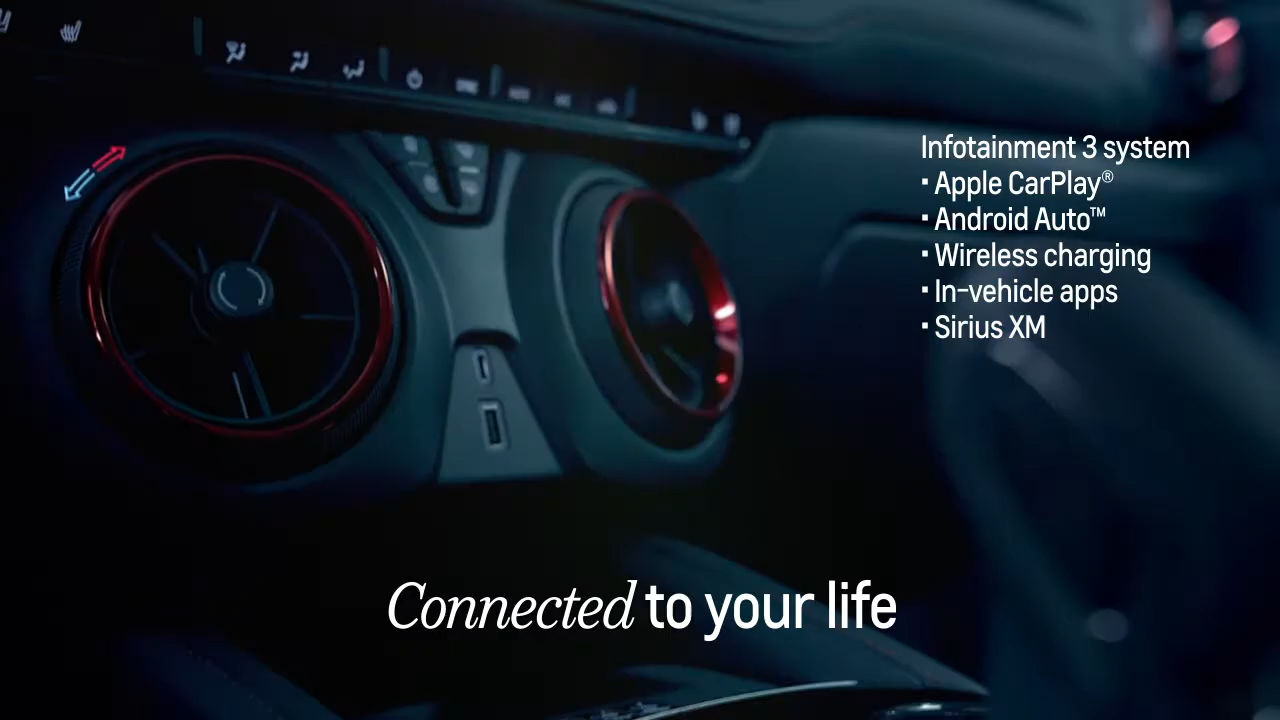 Infotainment 3 system
▪ Apple CarPlay®
▪ Android Auto™
▪ Wireless charging
▪ In-vehicle apps
▪ Sirius XM
Connected to your life